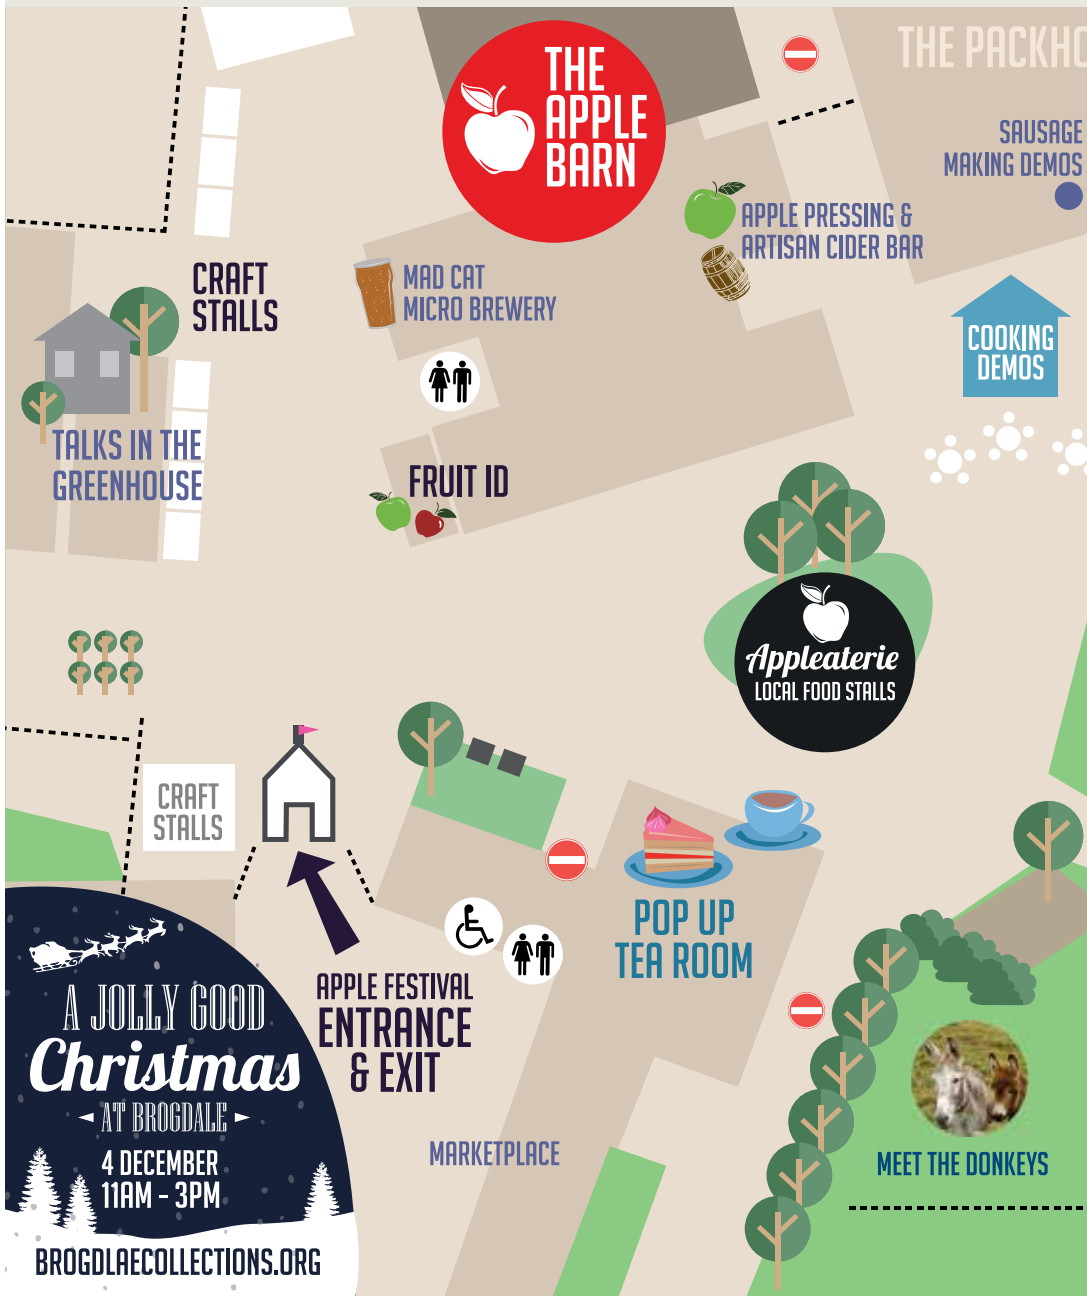 THE
APPLE
BARN
THE PACKHO
SAUSAGE
MAKING DEMOS
APPLE PRESSING &
ARTISAN CIDER BAR
CRAFT
STALLS
MAD CAT
MICRO BREWERY
COOKING
DEMOS
TALKS IN THE
GREENHOUSE
FRUIT ID
Appleaterie
LOCAL FOOD STALLS
CRAFT
STALLS
POP UP
TEA ROOM
APPLE FESTIVAL
ENTRANCE
& EXIT
A JOLLY GOOD
Christmas
AT BROGDALE
4 DECEMBER
11AM - 3PM
BROGDLAECOLLECTIONS.ORG
MARKETPLACE
MEET THE DONKEYS